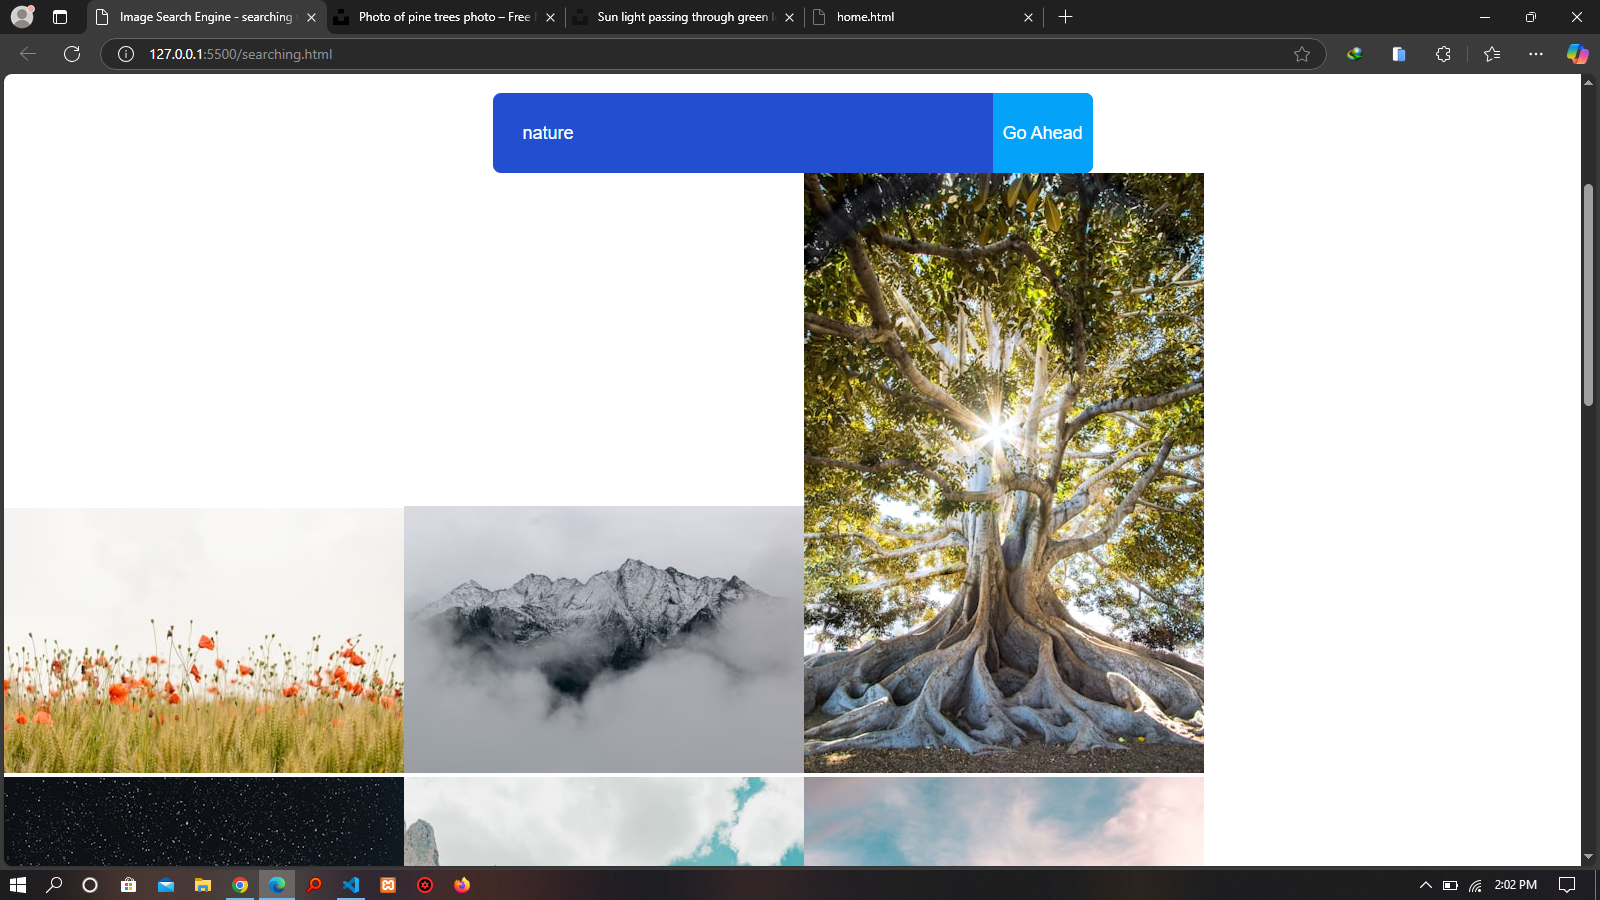 Image Search Engine - searching
Photo of pine trees photo – Free
Sun light passing through green
home.html
127.0.0.1:5500/searching.html
nature
Go Ahead
2:02 PM